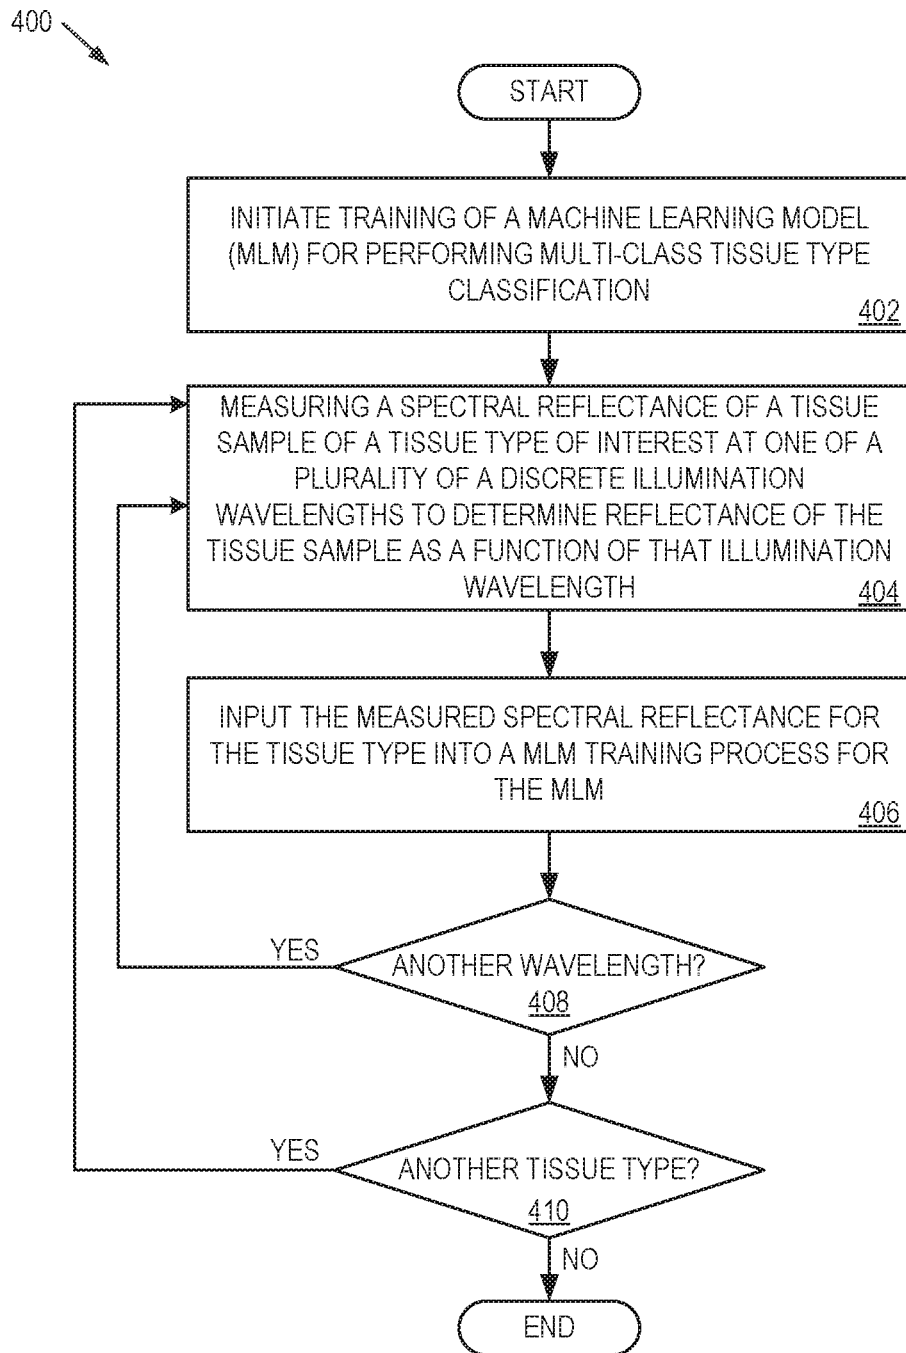 400
START
INITIATE TRAINING OF A MACHINE LEARNING MODEL
(MLM) FOR PERFORMING MULTI-CLASS TISSUE TYPE
CLASSIFICATION
402
MEASURING A SPECTRAL REFLECTANCE OF A TISSUE
SAMPLE OF A TISSUE TYPE OF INTEREST AT ONE OF A
PLURALITY OF A DISCRETE ILLUMINATION
WAVELENGTHS TO DETERMINE REFLECTANCE OF THE
TISSUE SAMPLE AS A FUNCTION OF THAT ILLUMINATION
WAVELENGTH
404
INPUT THE MEASURED SPECTRAL REFLECTANCE FOR
THE TISSUE TYPE INTO A MLM TRAINING PROCESS FOR
THE MLM
406
YES
ANOTHER WAVELENGTH?
408
NO
YES
ANOTHER TISSUE TYPE?
410
NO
END